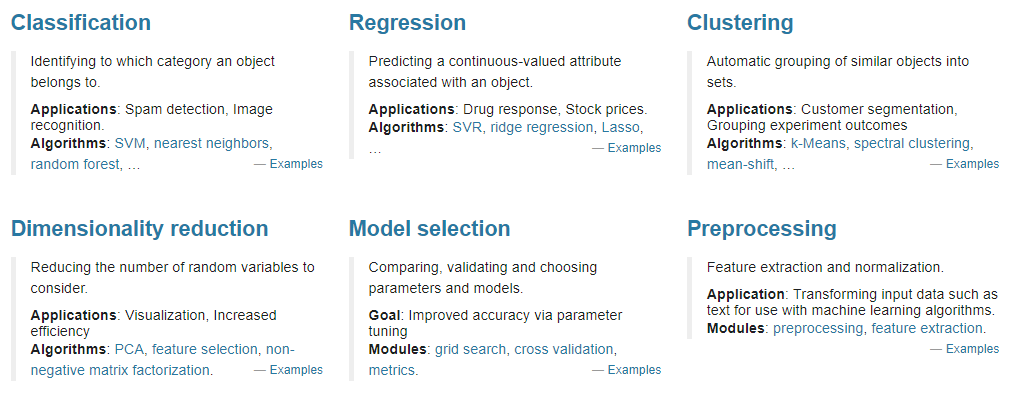 Classification
Identifying to which category an object
belongs to.
Applications: Spam detection, Image
recognition.
Algorithms: SVM, nearest neighbors,
random forest, … — Examples
Regression
Predicting a continuous-valued attribute
associated with an object.
Applications: Drug response, Stock prices.
Algorithms: SVR, ridge regression, Lasso,
… — Examples
Clustering
Automatic grouping of similar objects into
sets.
Applications: Customer segmentation,
Grouping experiment outcomes
Algorithms: k-Means, spectral clustering,
mean-shift, … — Examples
Dimensionality reduction
Reducing the number of random variables to
consider.
Applications: Visualization, Increased
efficiency
Algorithms: PCA, feature selection, non-
negative matrix factorization. — Examples
Model selection
Comparing, validating and choosing
parameters and models.
Goal: Improved accuracy via parameter
tuning
Modules: grid search, cross validation,
metrics. — Examples
Preprocessing
Feature extraction and normalization.
Application: Transforming input data such as
text for use with machine learning algorithms.
Modules: preprocessing, feature extraction.
— Examples